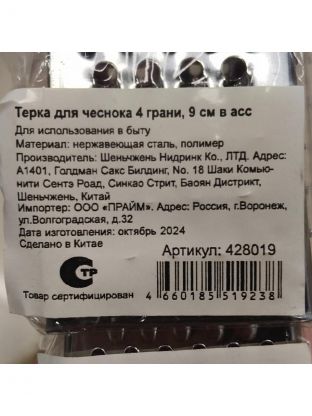 Терка для чеснока 4 грани, 9 см в асс
Для использования в быту
Материал: нержавеющая сталь, полимер
Производитель: Шеньчжень Нидринк Ко., ЛТД. Адрес:
А1401, Голдман Сакс Билдинг, No. 18 Шаки Комью-
нити Сентэ Роад, Синкао Стрит, Баоян Дистрикт,
Шеньчжень, Китай
Импортер: ООО «ПРАЙМ». Адрес: Россия, г.Воронеж,
ул.Волгоградская, д.32
Дата изготовления: октябрь 2024
Сделано в Китае
Артикул: 428019
СТР
Товар сертифицирован
4 660185 519238